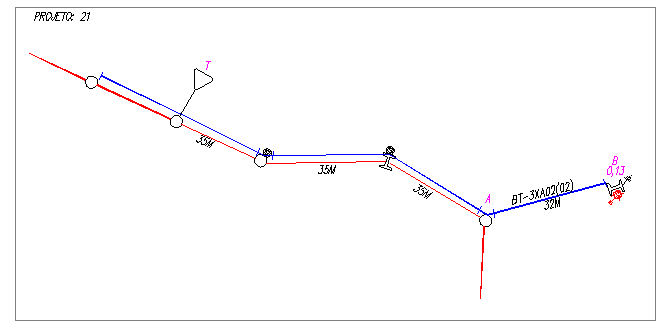 PROJETO: 21
T
35M
35M
35M
A
BT-3XA02(02)
32M
B
0,13